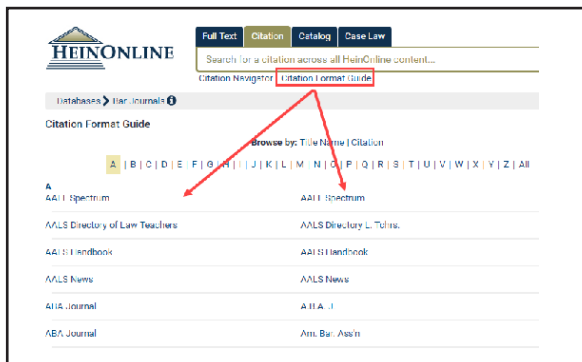 HEINONLINE
Full Text Citation Catalog Case Law
Search for a citation across all HeinOnline content...
Citation Navigator | Citation Format Guide
Databases > Bar Journals
Citation Format Guide
Browse by: Title Name | Citation
A | B | C | D | E | F | G | H | I | J | K | L | M | N | O | P | Q | R | S | T | U | V | W | X | Y | Z | All
A
AALL Spectrum AALL Spectrum
AALS Directory of Law Teachers AALS Directory L. Tchrs.
AALS Handbook AALS Handbook
AALS News AALS News
ABA Journal A.B.A. J.
ABA Journal Am. Bar. Ass'n